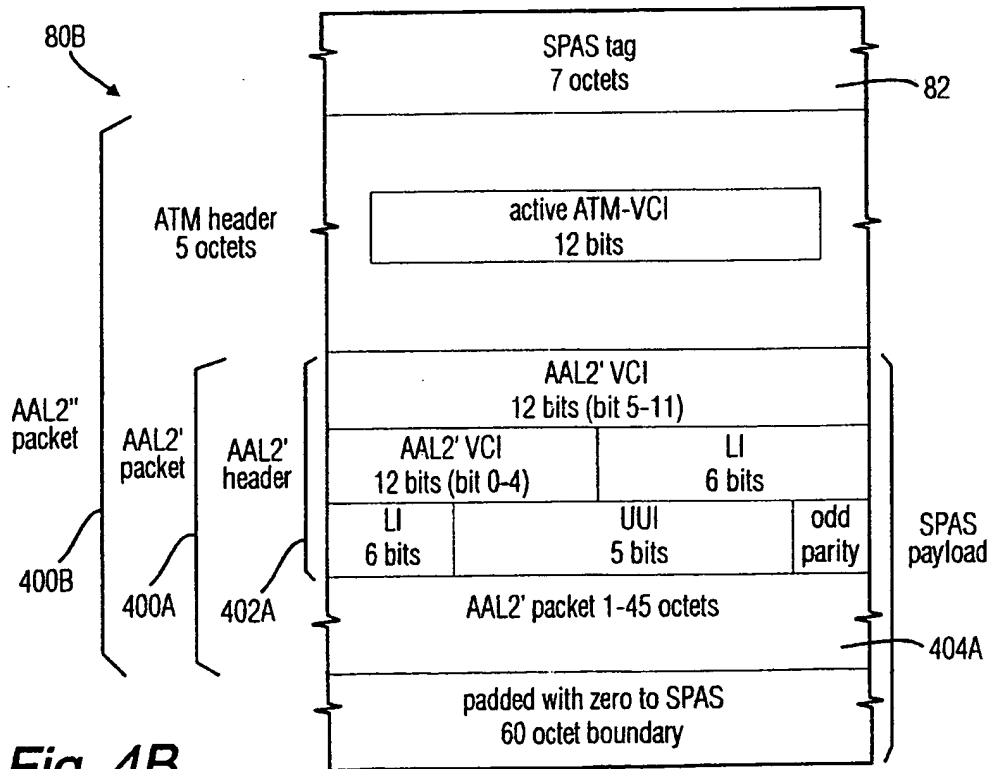 80B
SPAS tag
7 octets
82
ATM header
5 octets
active ATM-VCI
12 bits
AAL2" packet
AAL2' packet
AAL2' header
AAL2' VCI
12 bits (bit 5-11)
AAL2' VCI
12 bits (bit 0-4)
LI
6 bits
LI
6 bits
UUI
5 bits
odd
parity
SPAS
payload
400B
400A
402A
AAL2' packet 1-45 octets
404A
padded with zero to SPAS
60 octet boundary
Fig. 4B